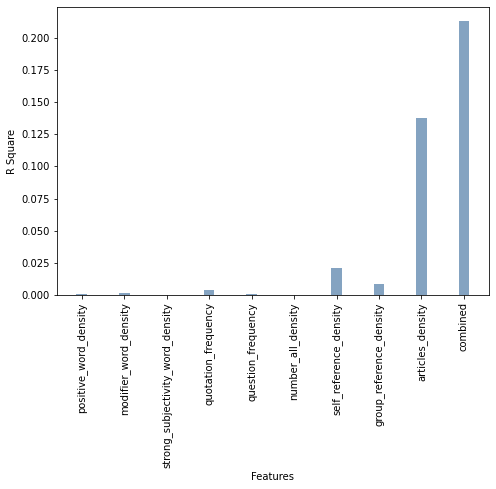 0.200
0.175
0.150
0.125
0.100
0.075
0.050
0.025
0.000
R Square
positive_word_density
modifier_word_density
strong_subjectivity_word_density
quotation_frequency
question_frequency
number_all_density
self_reference_density
group_reference_density
articles_density
combined
Features